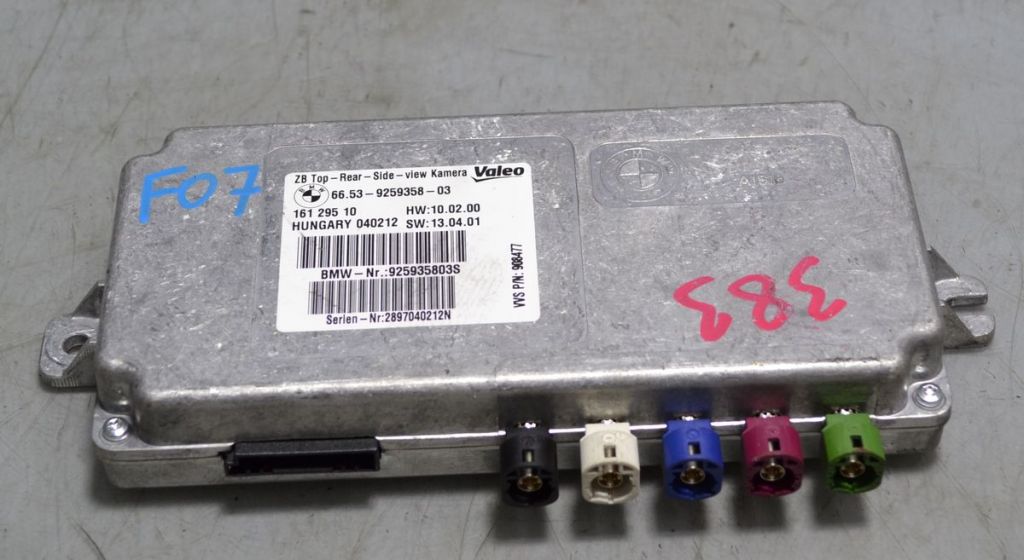 F07
ZB Top-Rear-Side-view Kamera Valeo
66.53-9259358-03
161 295 10 HW:10.02.00
HUNGARY 040212 SW:13.04.01
BMW-Nr.:925935803S
Serien-Nr:2897040212N
VVS P/N: 908477
383